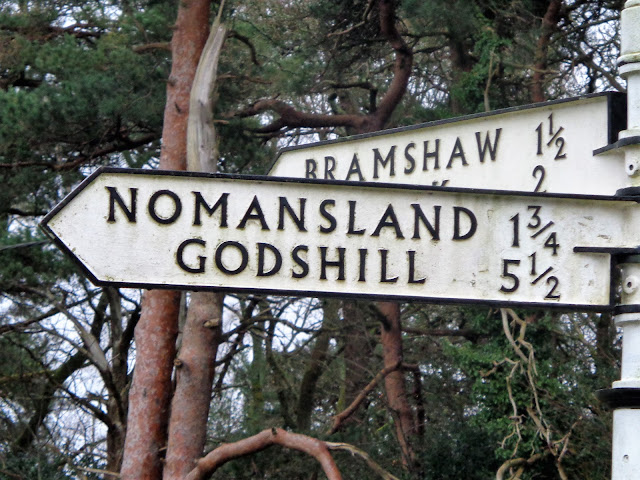 BRAMSHAW 1½
2
NOMANSLAND 1¾
GODSHILL 5½